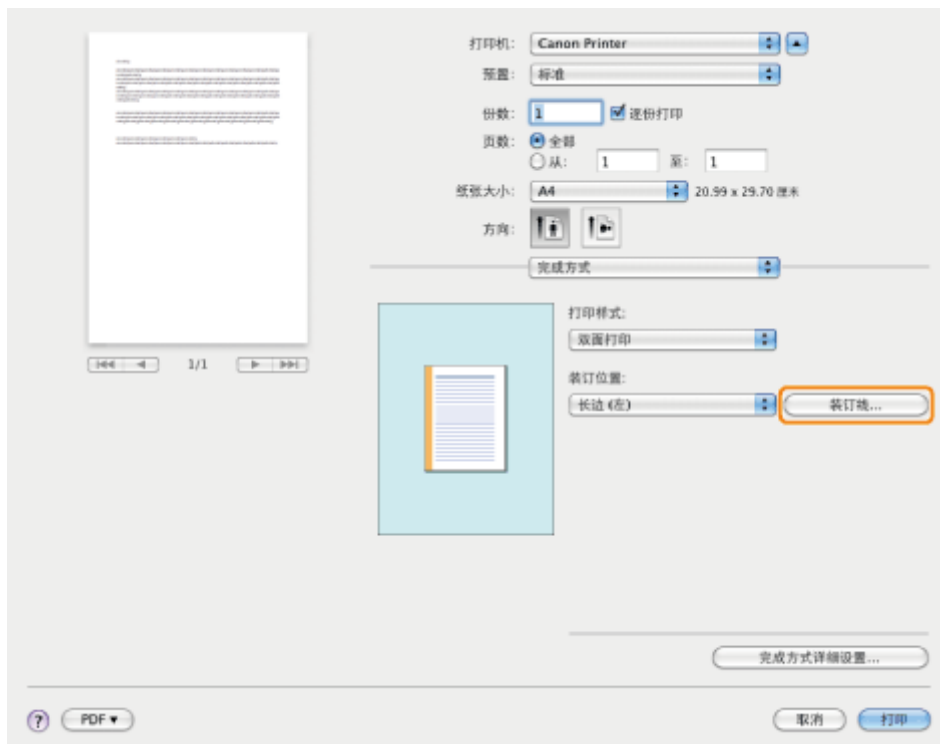 打印机: Canon Printer
预置: 标准
份数: 1 逐份打印
页数: 全部
从: 1 至: 1
纸张大小: A4 20.99 x 29.70 厘米
方向:
完成方式
打印样式:
双面打印
1/1
装订位置:
长边 (左) 装订线...
完成方式详细设置...
? PDF 取消 打印